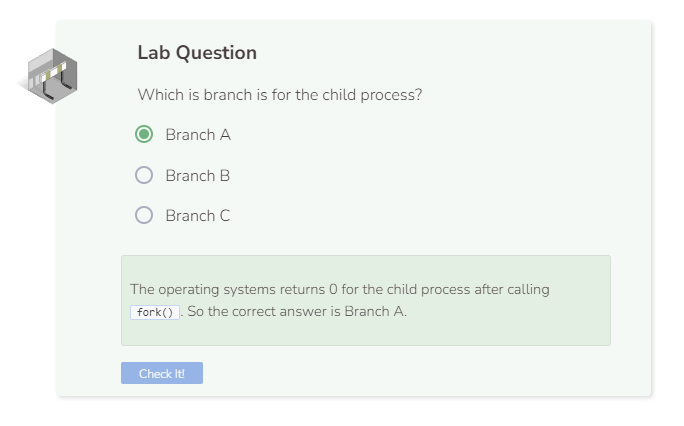 Lab Question
Which is branch is for the child process?
Branch A
Branch B
Branch C
The operating systems returns 0 for the child process after calling
fork(). So the correct answer is Branch A.
Check It!